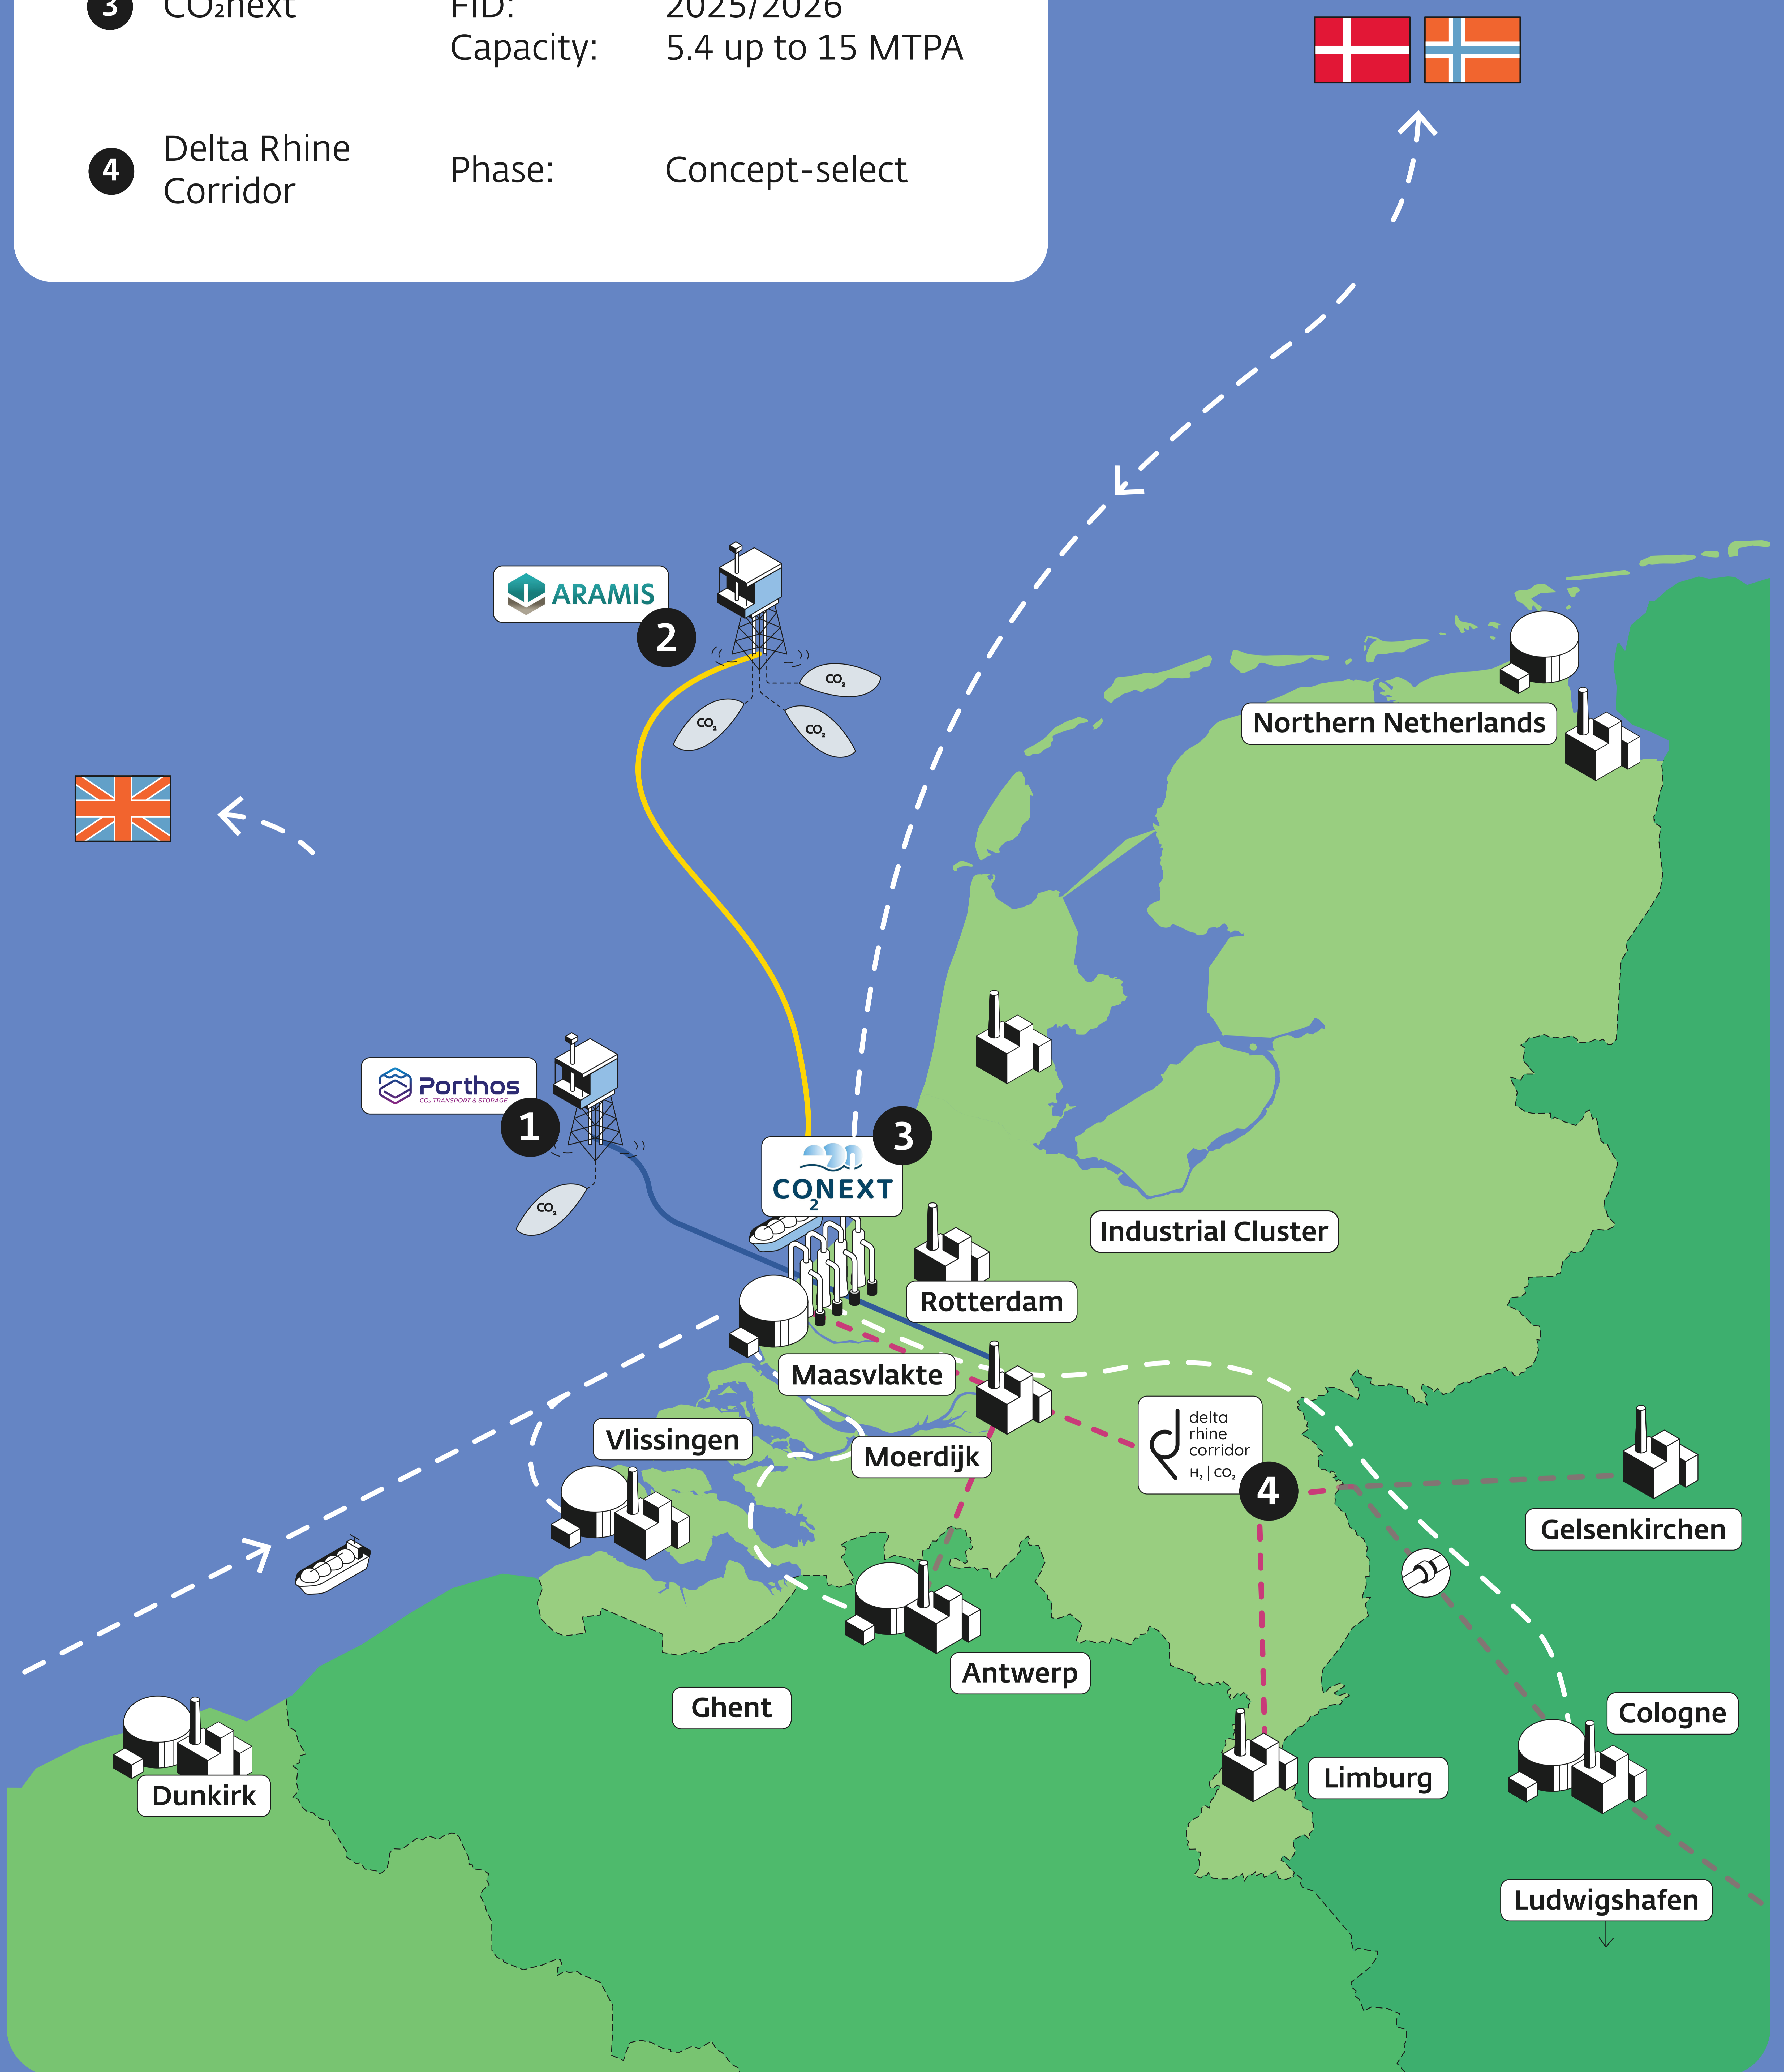 3
CO₂next
FID:
2025/2026
Capacity:
5.4 up to 15 MTPA
4
Delta Rhine
Corridor
Phase:
Concept-select
ARAMIS
2
CO₂
CO₂
CO₂
Northern Netherlands
Porthos
CO₂ TRANSPORT & STORAGE
1
CO₂
3
CO₂NEXT
Industrial Cluster
Rotterdam
Maasvlakte
delta
rhine
corridor
H₂ | CO₂
4
Vlissingen
Moerdijk
Gelsenkirchen
Antwerp
Ghent
Cologne
Limburg
Dunkirk
Ludwigshafen